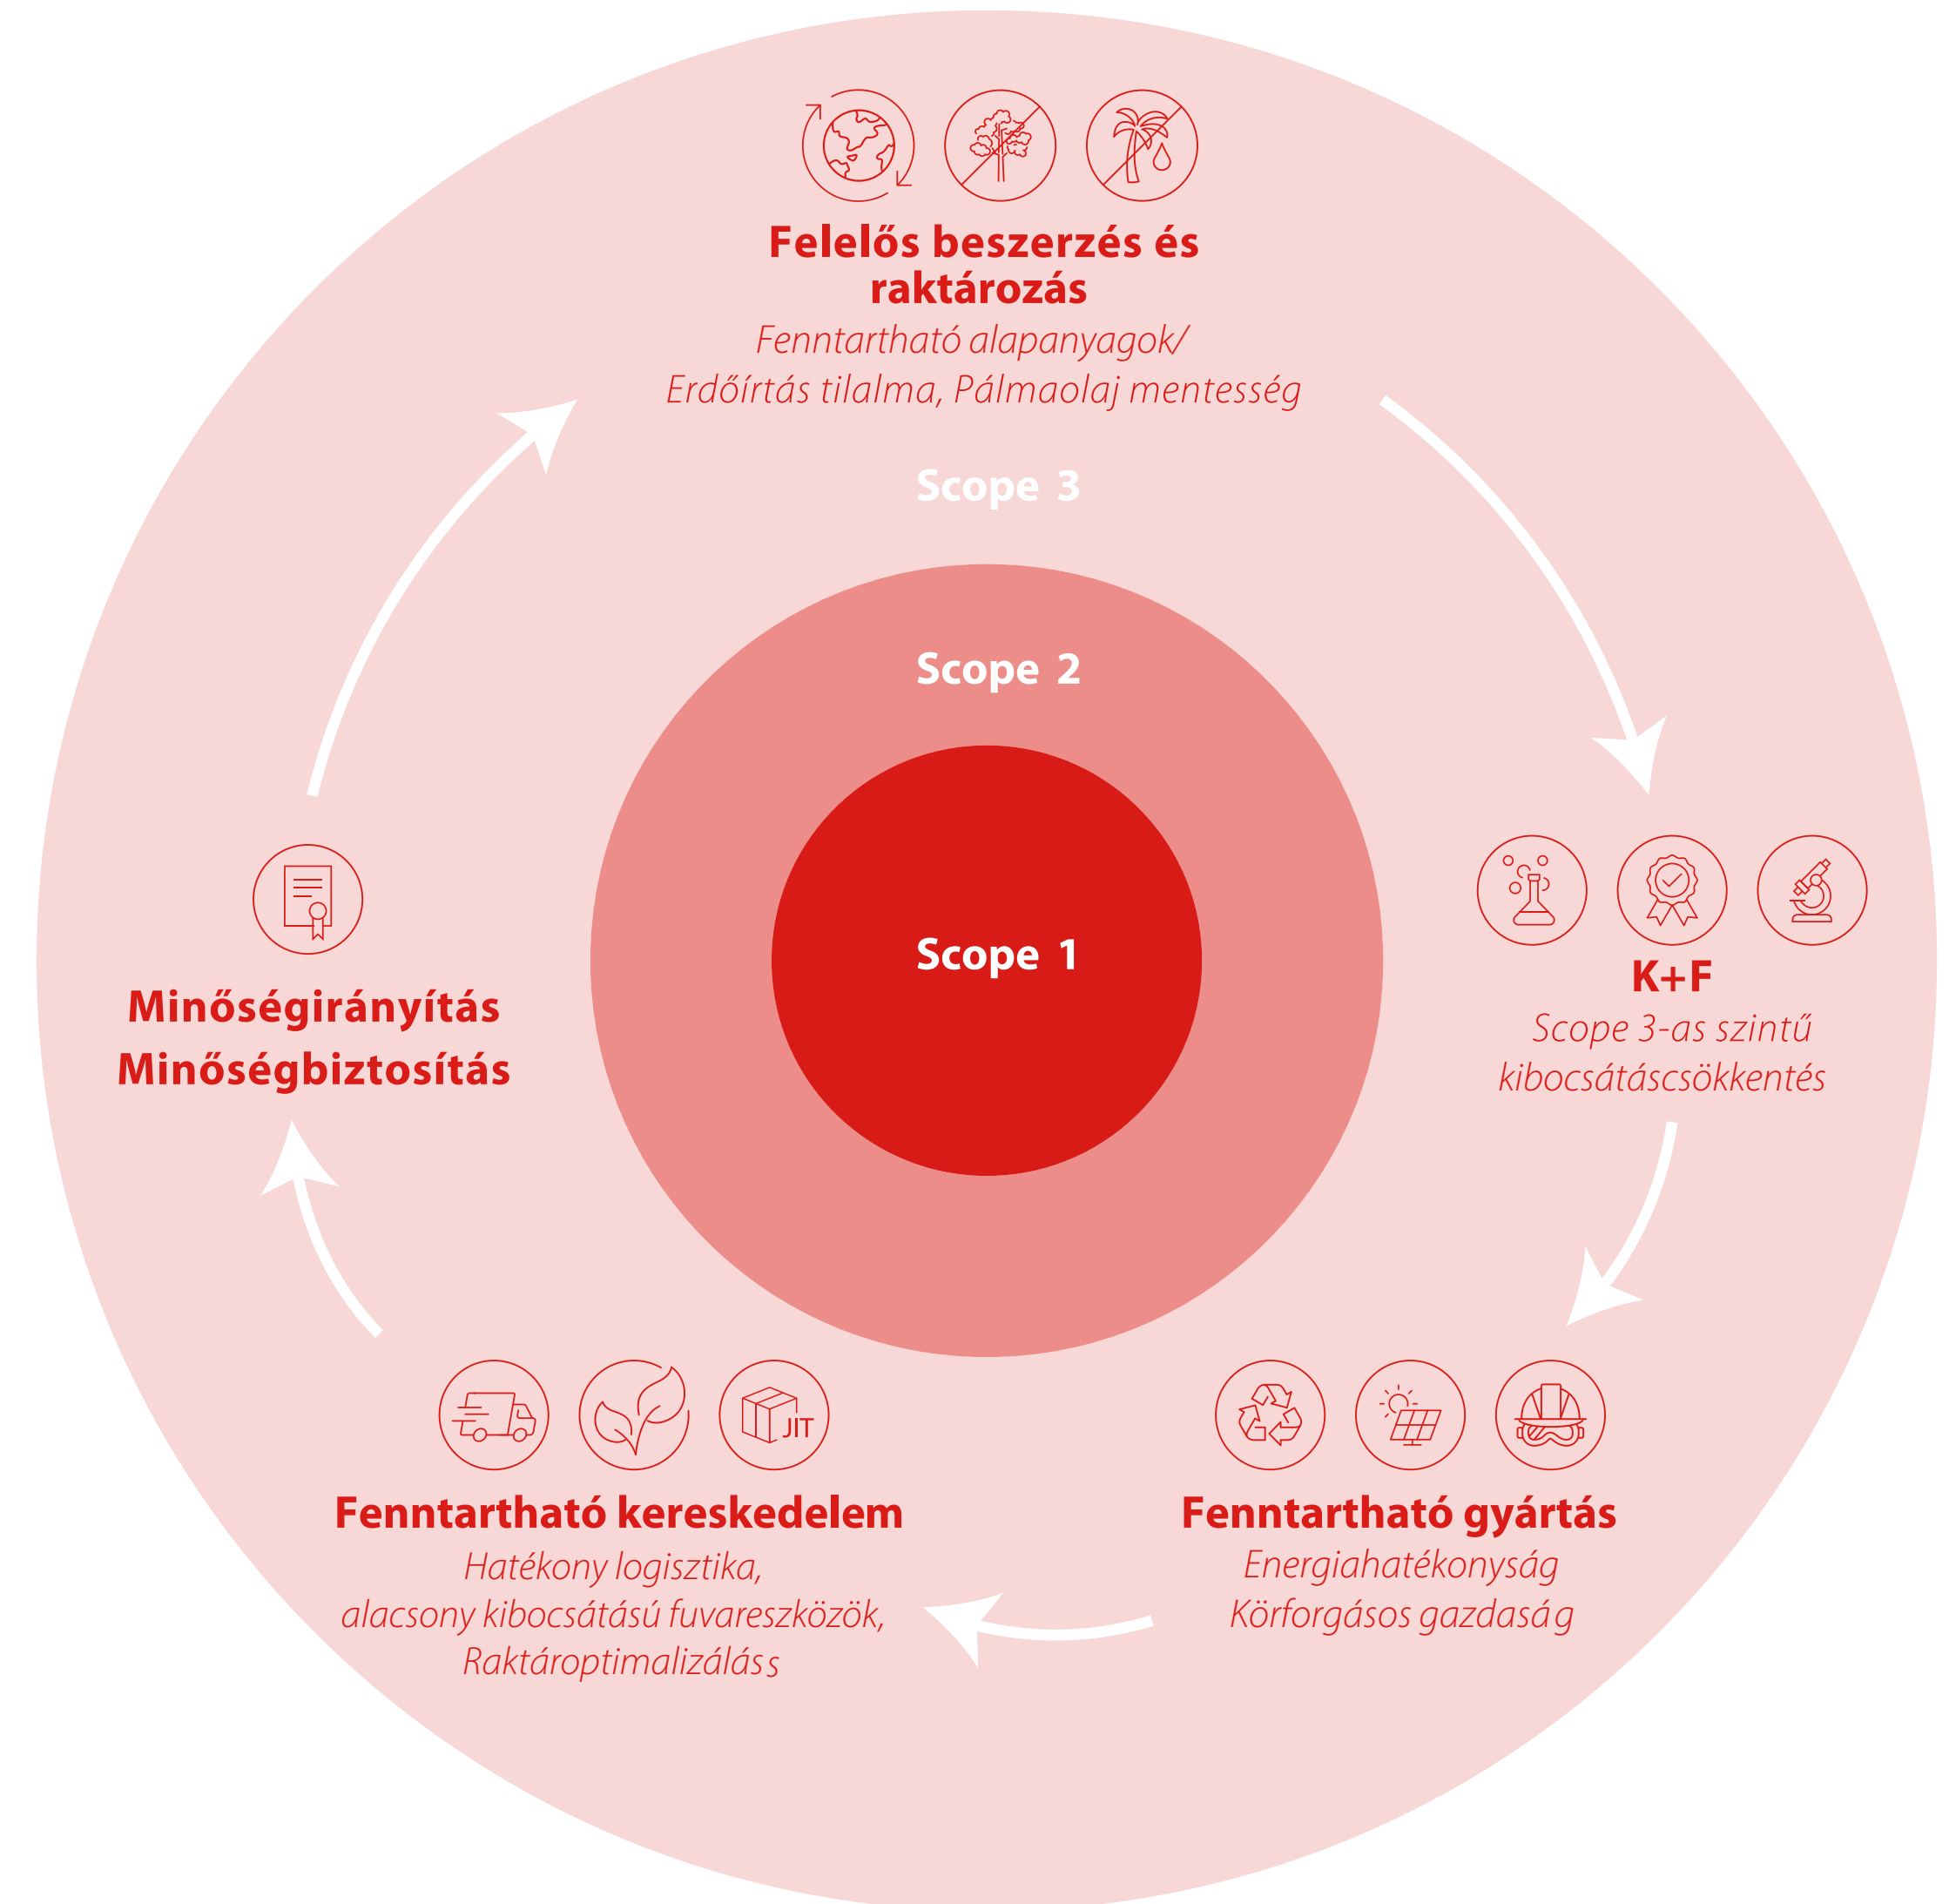 Felelős beszerzés és
raktározás
Fenntartható alapanyagok/
Erdőírtás tilalma, Pálmaolaj mentesség
Scope 3
Scope 2
Scope 1
Minőségirányítás
Minőségbiztosítás
K+F
Scope 3-as szintű
kibocsátáscsökkentés
JIT
Fenntartható kereskedelem
Hatékony logisztika,
alacsony kibocsátású fuvareszközök,
Raktároptimalizáláss
Fenntartható gyártás
Energiahatékonyság
Körforgásos gazdaság